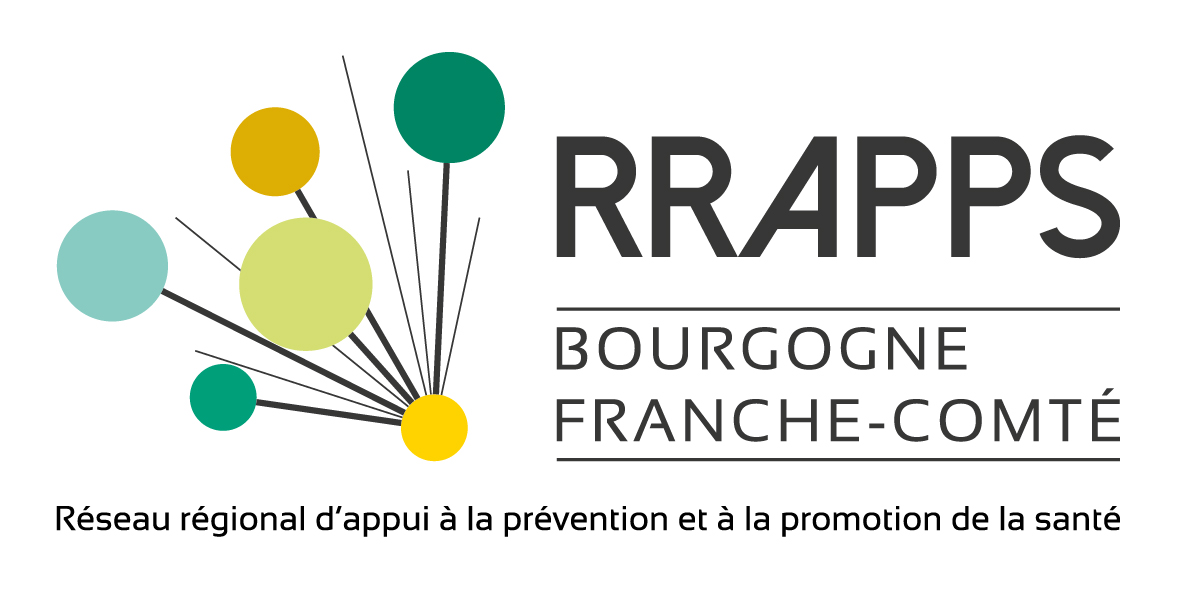 RRAPPS
BOURGOGNE
FRANCHE-COMTÉ
Réseau régional d'appui à la prévention et à la promotion de la santé